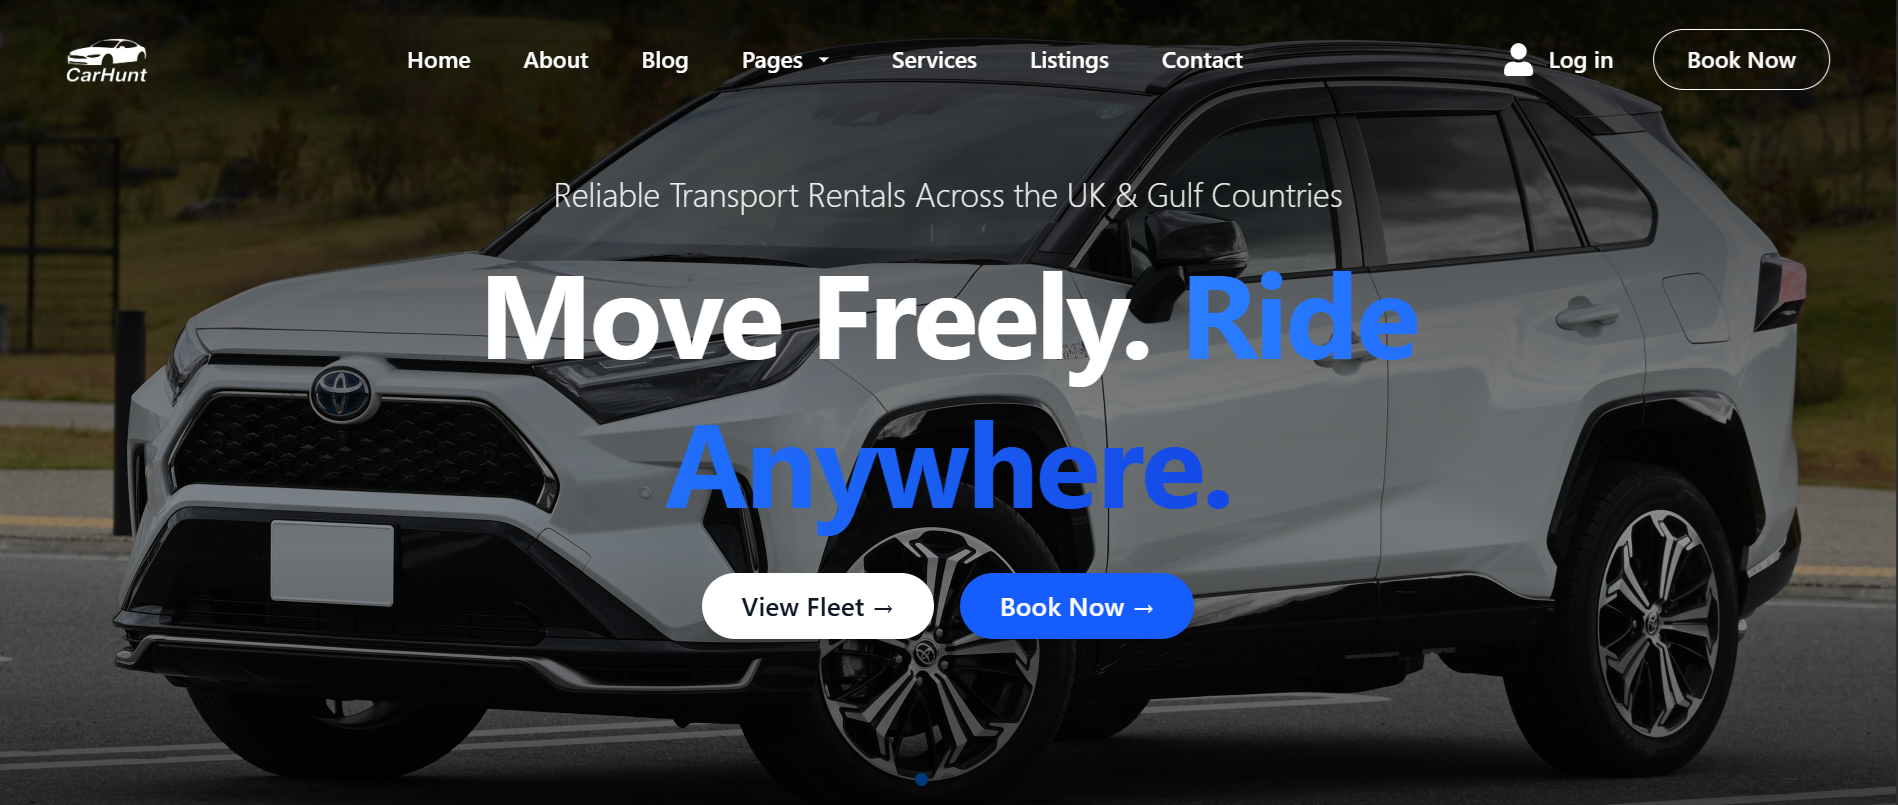 CarHunt
Home About Blog Pages Services Listings Contact Log in Book Now
Reliable Transport Rentals Across the UK & Gulf Countries
Move Freely. Ride
Anywhere.
View Fleet → Book Now →